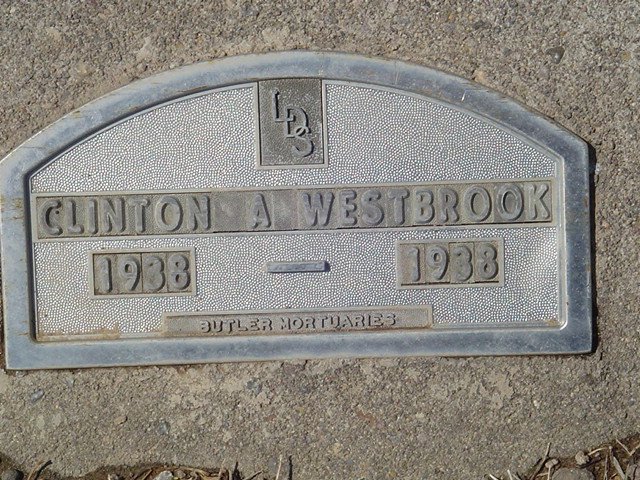 LDS
CLINTON A WESTBROOK
1938 — 1938
BUTLER MORTUARIES